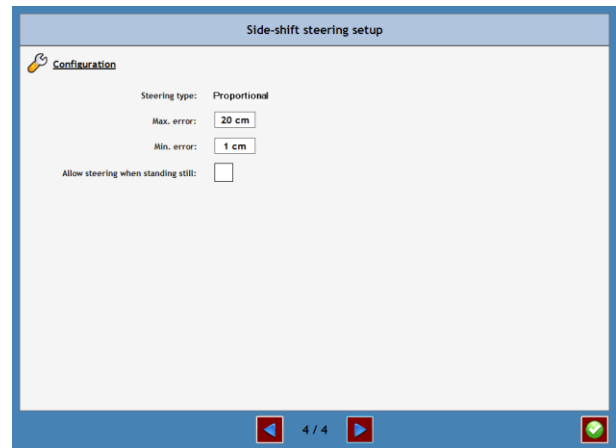 Side-shift steering setup
Configuration
Steering type: Proportional
Max. error: 20 cm
Min. error: 1 cm
Allow steering when standing still:
4 / 4